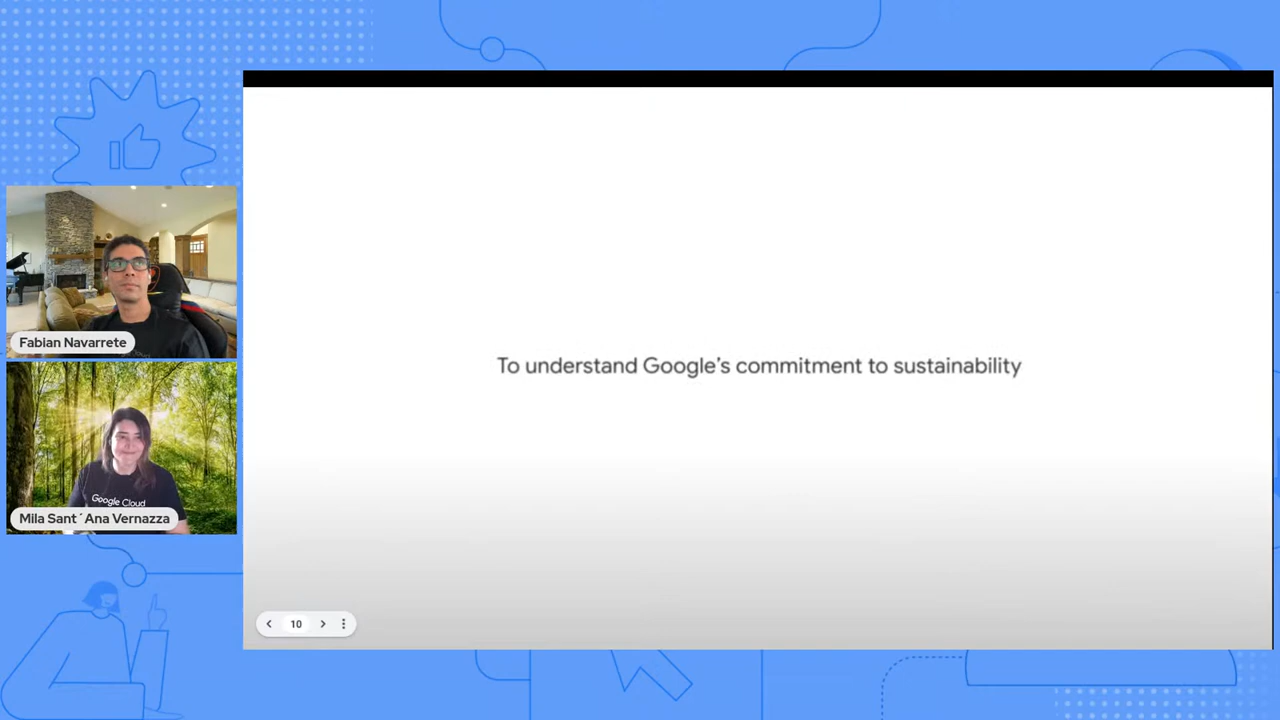 Fabian Navarrete
Google Cloud
Mila Sant´Ana Vernazza
To understand Google's commitment to sustainability
10